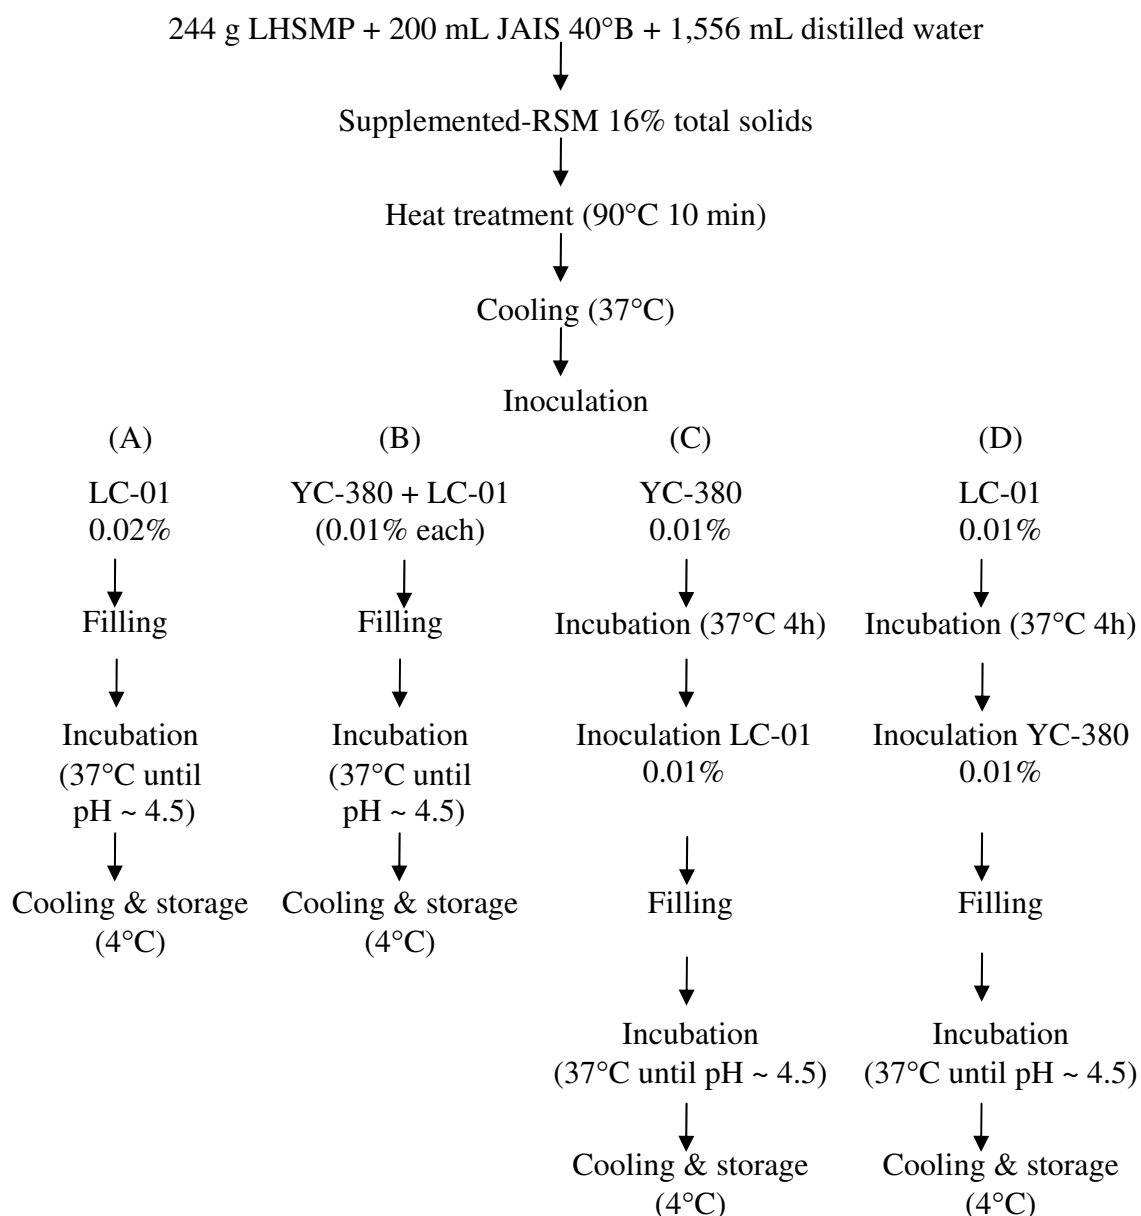 244 g LHSMP + 200 mL JAIS 40°B + 1,556 mL distilled water
Supplemented-RSM 16% total solids
Heat treatment (90°C 10 min)
Cooling (37°C)
Inoculation
(A)
LC-01
0.02%
Filling
Incubation
(37°C until
pH ~ 4.5)
Cooling & storage
(4°C)
(B)
YC-380 + LC-01
(0.01% each)
Filling
Incubation
(37°C until
pH ~ 4.5)
Cooling & storage
(4°C)
(C)
YC-380
0.01%
Incubation (37°C 4h)
Inoculation LC-01
0.01%
Filling
Incubation
(37°C until pH ~ 4.5)
Cooling & storage
(4°C)
(D)
LC-01
0.01%
Incubation (37°C 4h)
Inoculation YC-380
0.01%
Filling
Incubation
(37°C until pH ~ 4.5)
Cooling & storage
(4°C)